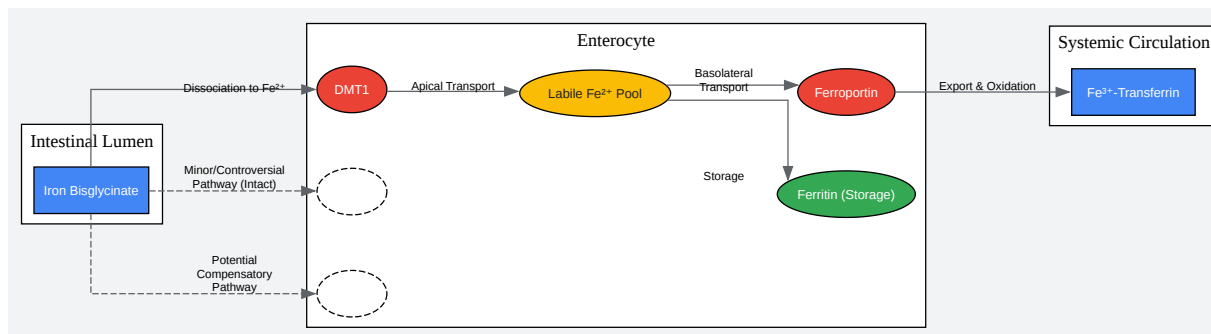 Enterocyte
Systemic Circulation
Dissociation to Fe²⁺
DMT1
Apical Transport
Labile Fe²⁺ Pool
Basolateral
Transport
Ferroportin
Export & Oxidation
Fe³⁺-Transferrin
Intestinal Lumen
Iron Bisglycinate
Minor/Controversial
Pathway (Intact)
Storage
Ferritin (Storage)
Potential
Compensatory
Pathway